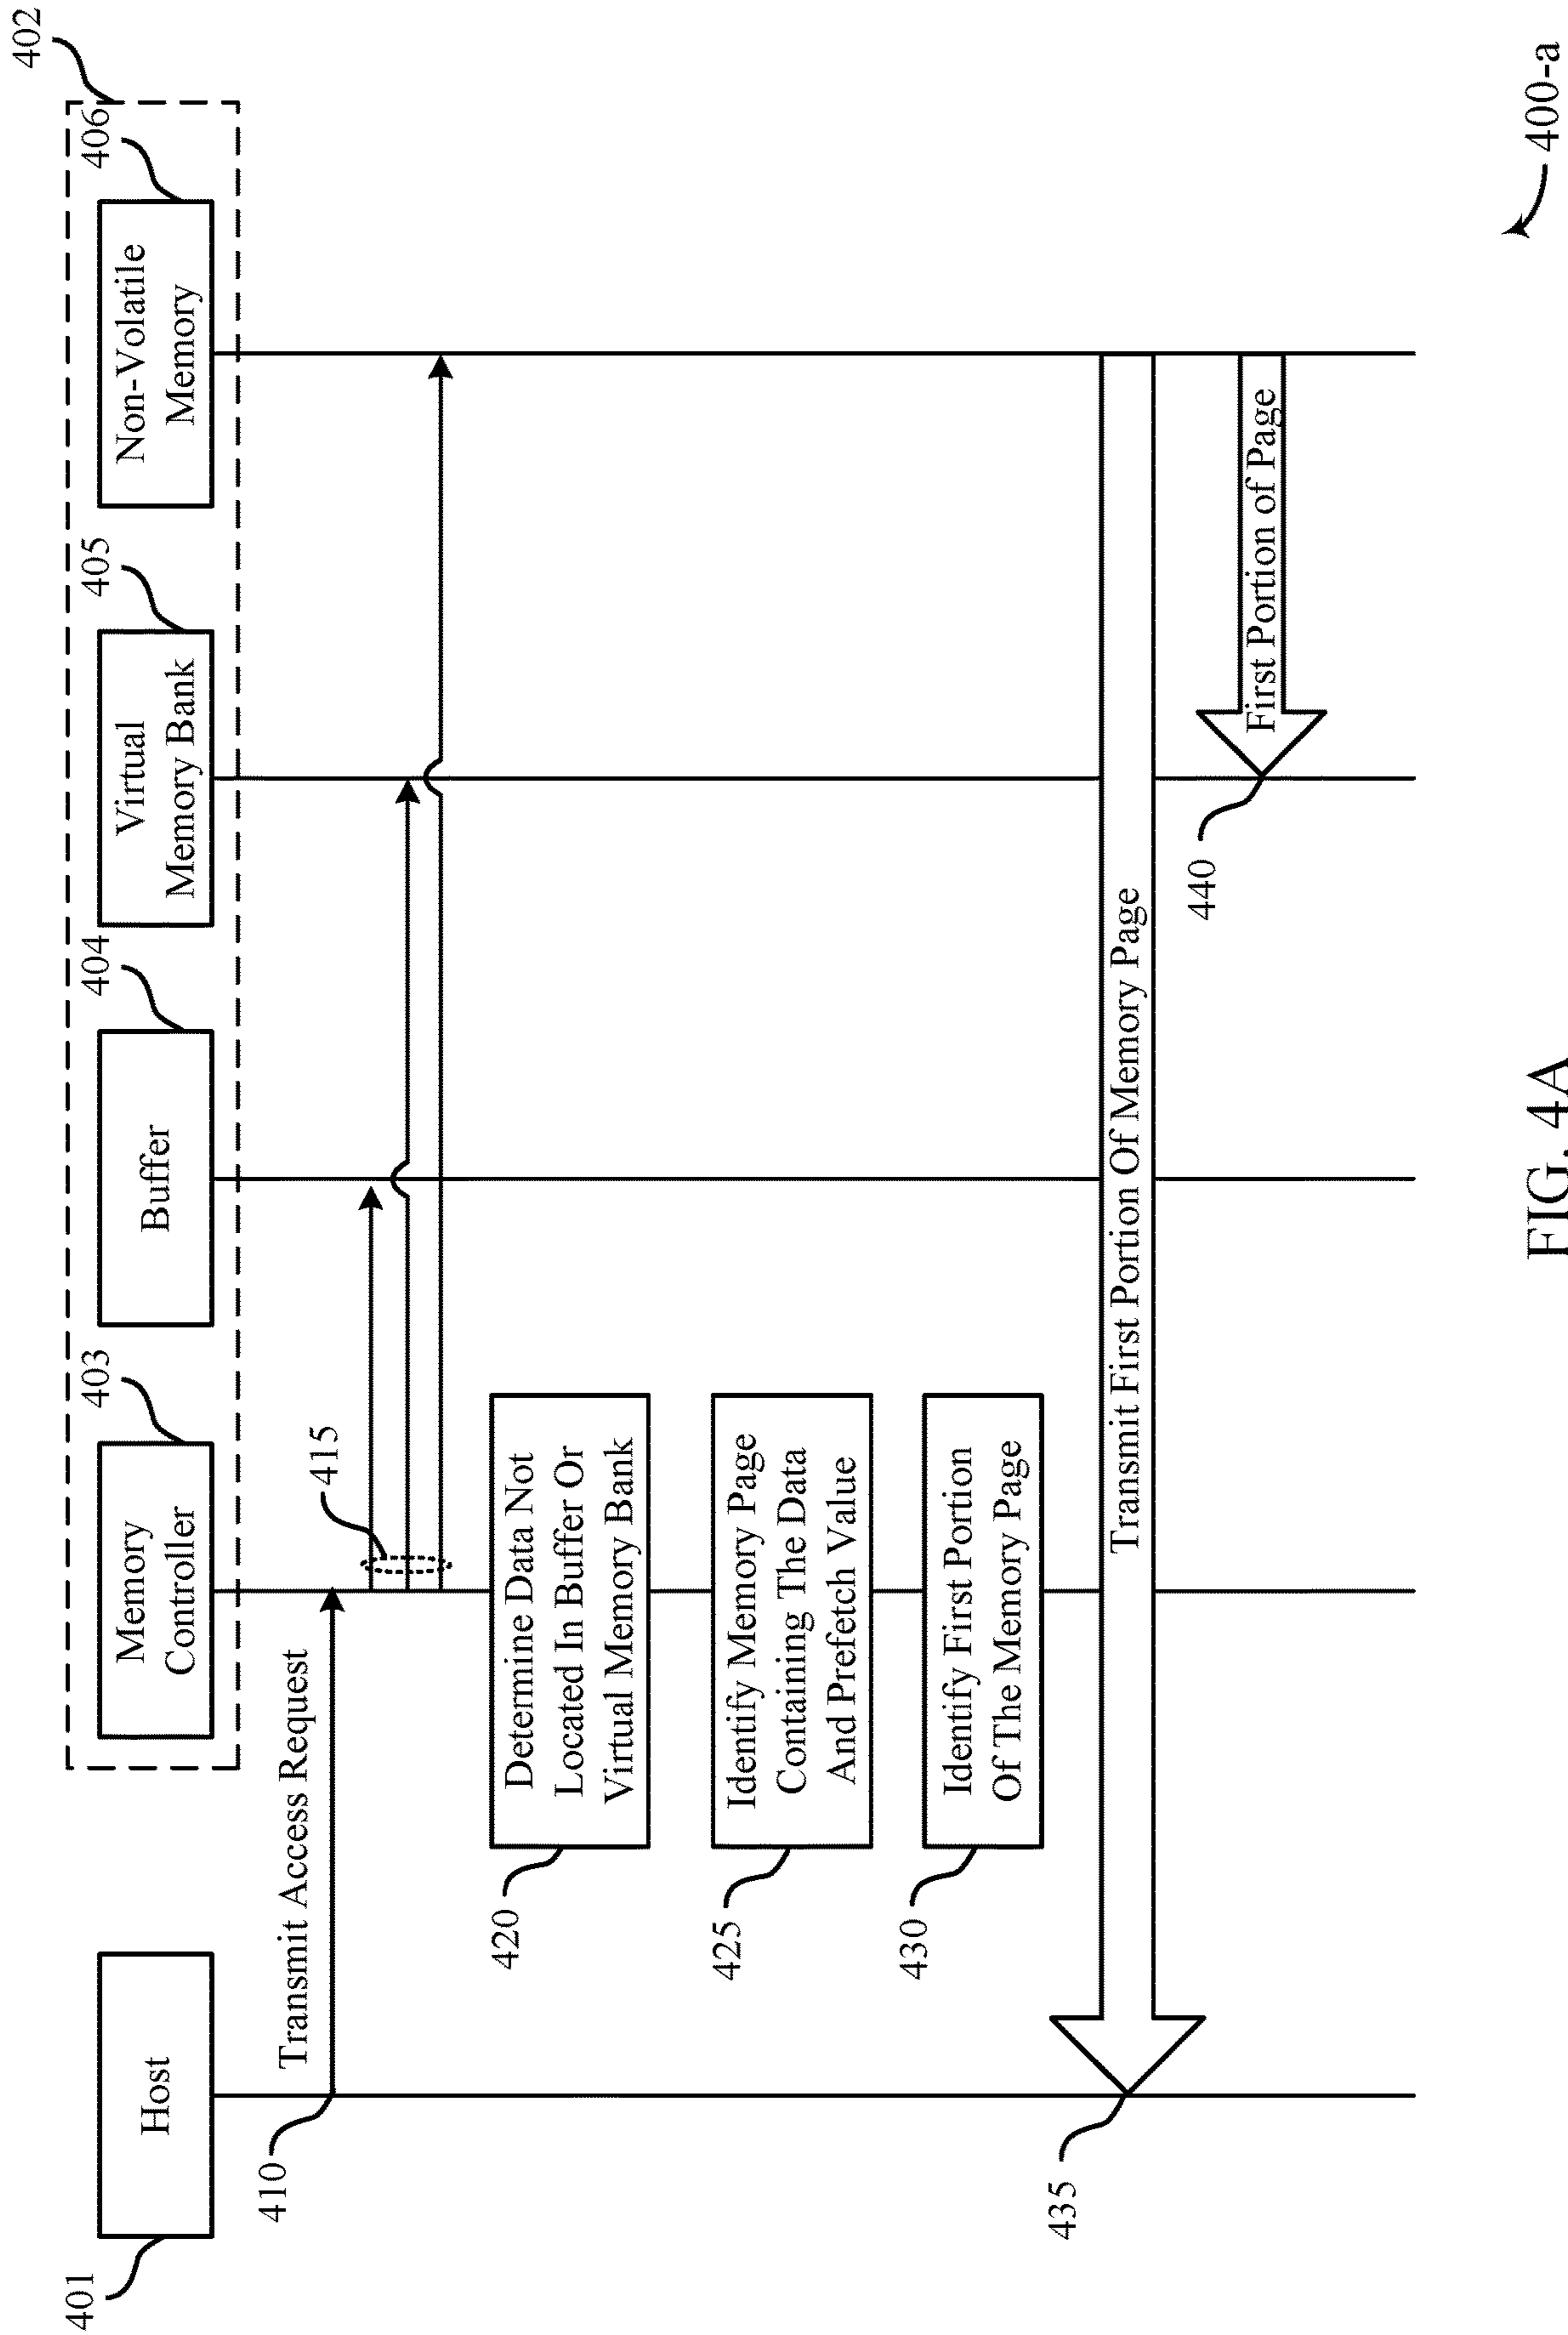 402
401
Host
403
Memory
Controller
404
Buffer
405
Virtual
Memory Bank
406
Non-Volatile
Memory
410
Transmit Access Request
415
420
Determine Data Not
Located In Buffer Or
Virtual Memory Bank
425
Identify Memory Page
Containing The Data
And Prefetch Value
430
Identify First Portion
Of The Memory Page
435
Transmit First Portion Of Memory Page
440
First Portion of Page
FIG. 4A
400-a